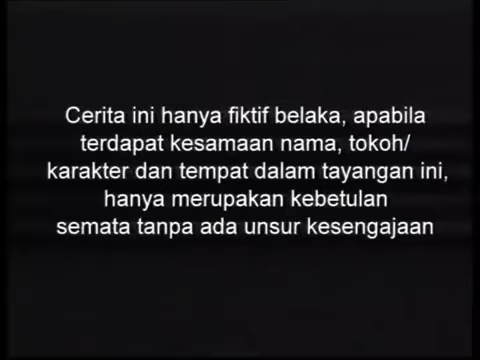 Cerita ini hanya fiktif belaka, apabila
terdapat kesamaan nama, tokoh/
karakter dan tempat dalam tayangan ini,
hanya merupakan kebetulan
semata tanpa ada unsur kesengajaan